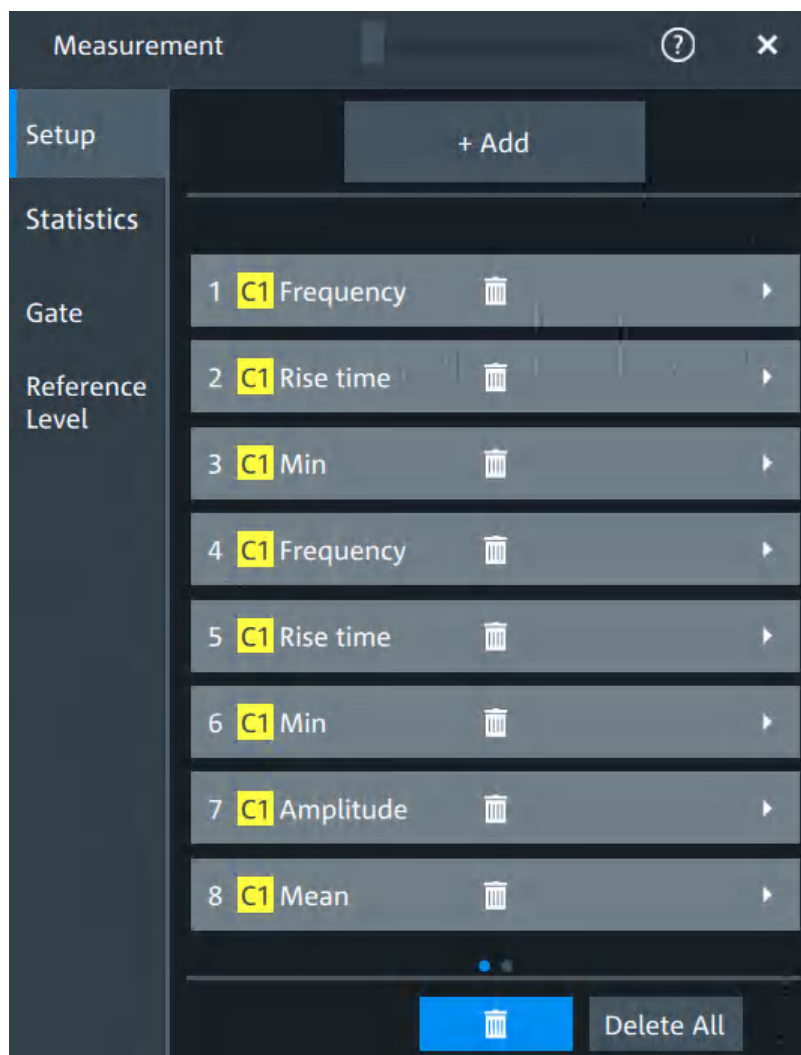 Measurement ? ×
Setup
+ Add
Statistics
Gate
Reference
Level
1 C1 Frequency
2 C1 Rise time
3 C1 Min
4 C1 Frequency
5 C1 Rise time
6 C1 Min
7 C1 Amplitude
8 C1 Mean
Delete All